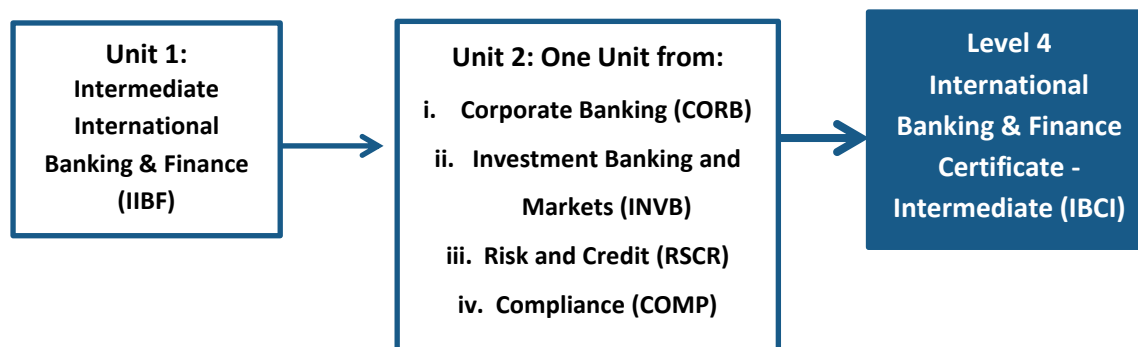 Unit 1:
Intermediate
International
Banking & Finance
(IIBF)
Unit 2: One Unit from:
i. Corporate Banking (CORB)
ii. Investment Banking and
Markets (INVB)
iii. Risk and Credit (RSCR)
iv. Compliance (COMP)
Level 4
International
Banking & Finance
Certificate -
Intermediate (IBCI)